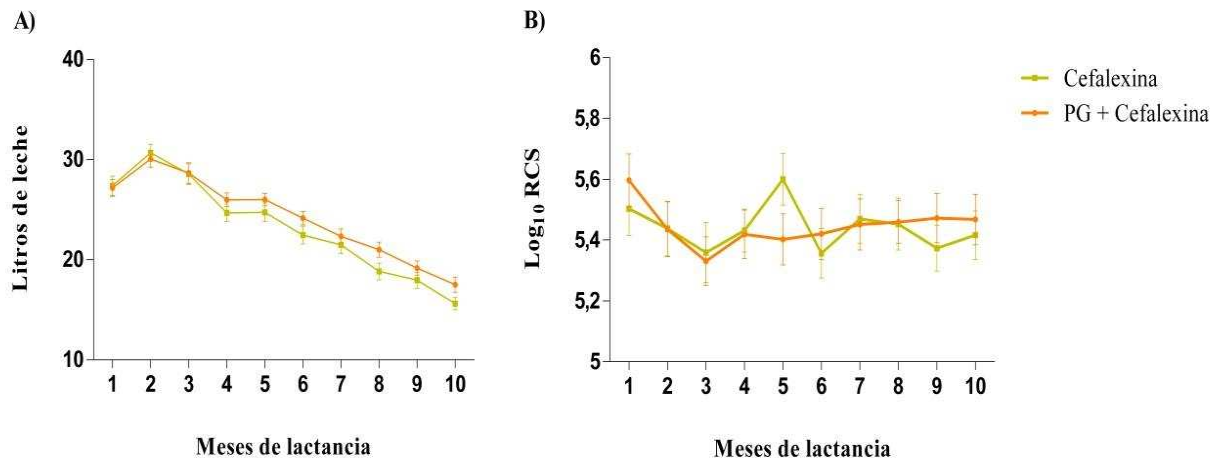 A)
Litros de leche
40
30
20
10
1 2 3 4 5 6 7 8 9 10
Meses de lactancia
B)
Log10 RCS
6
5,8
5,6
5,4
5,2
5
1 2 3 4 5 6 7 8 9 10
Meses de lactancia
Cefalexina
PG + Cefalexina